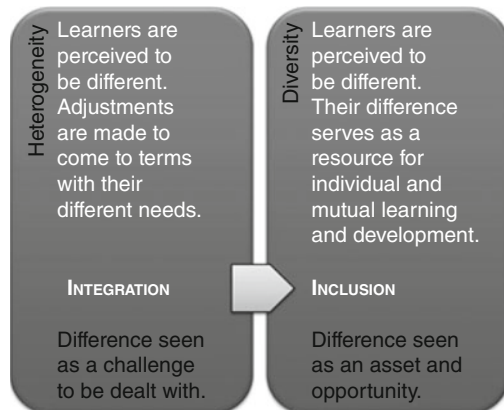 Heterogeneity
Learners are
perceived to
be different.
Adjustments
are made to
come to terms
with their
different needs.
INTEGRATION
Difference seen
as a challenge
to be dealt with.
Diversity
Learners are
perceived to
be different.
Their difference
serves as a
resource for
individual and
mutual learning
and development.
INCLUSION
Difference seen
as an asset and
opportunity.